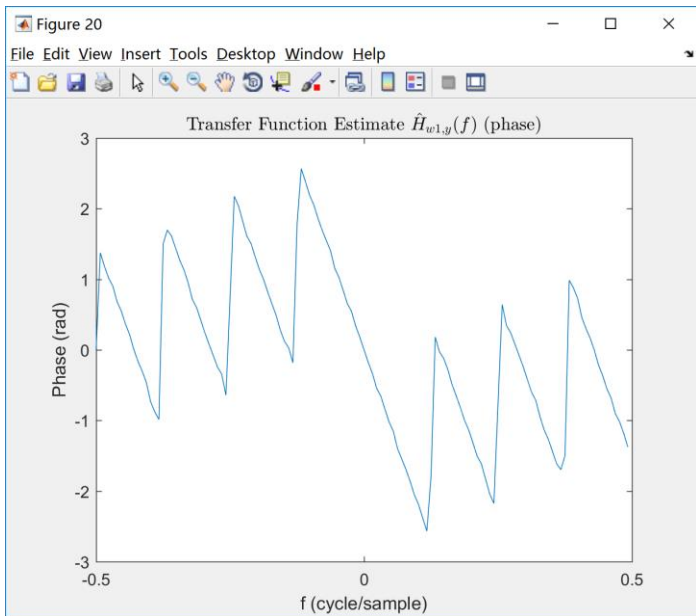 Figure 20
File Edit View Insert Tools Desktop Window Help
Transfer Function Estimate Ĥw1,y(f) (phase)
3
2
1
0
-1
-2
-3
Phase (rad)
-0.5 0 0.5
f (cycle/sample)